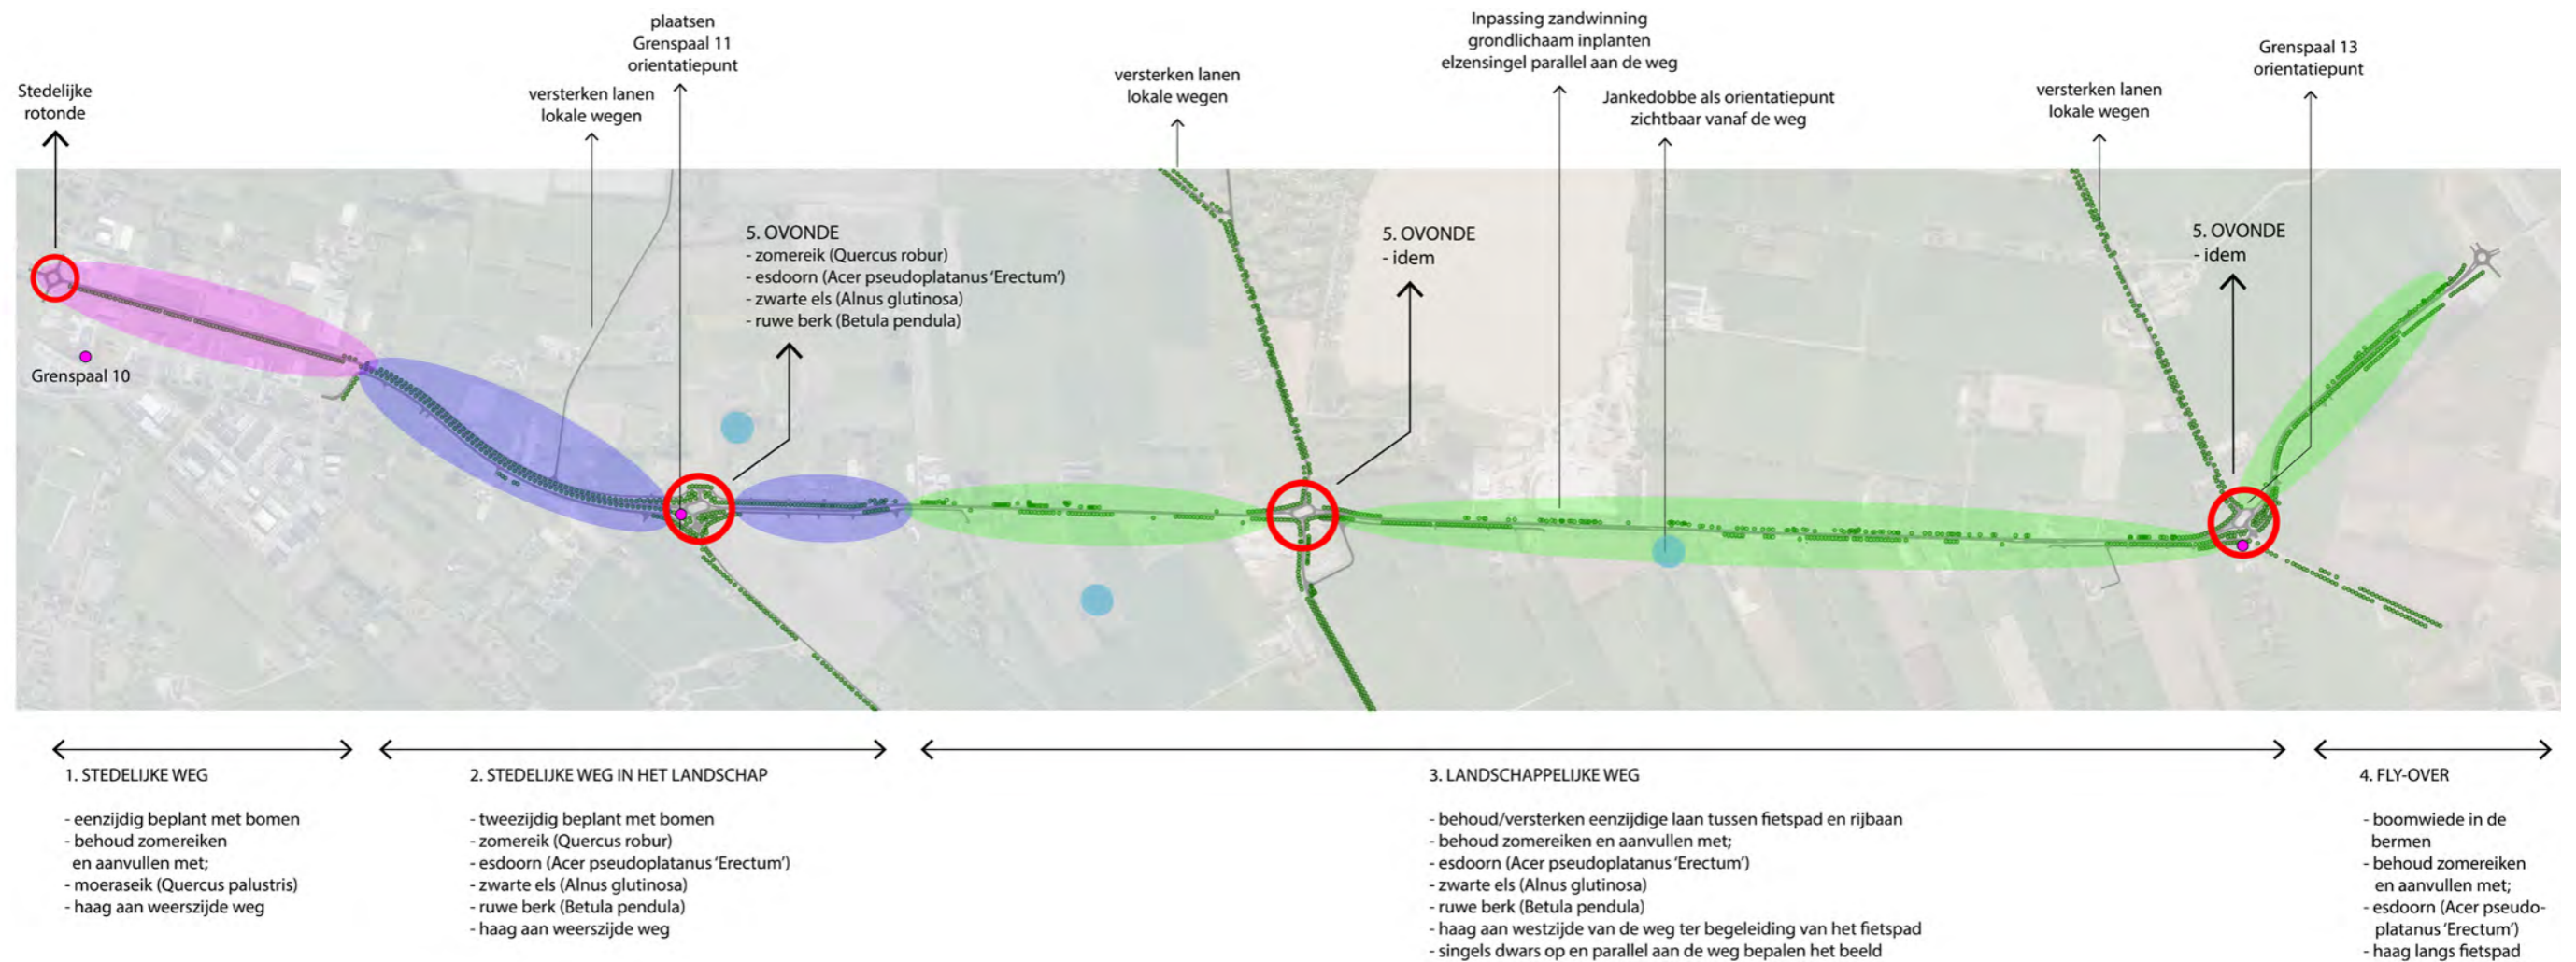 plaatsen
Grenspaal 11
orientatiepunt
Inpassing zandwinning
grondlichaam inplanten
elzensingel parallel aan de weg
Grenspaal 13
orientatiepunt
Stedelijke
rotonde
versterken lanen
lokale wegen
versterken lanen
lokale wegen
Jankedobbe als orientatiepunt
zichtbaar vanaf de weg
versterken lanen
lokale wegen
5. OVONDE
- zomereik (Quercus robur)
- esdoorn (Acer pseudoplatanus 'Erectum')
- zwarte els (Alnus glutinosa)
- ruwe berk (Betula pendula)
5. OVONDE
- idem
5. OVONDE
- idem
Grenspaal 10
1. STEDELIJKE WEG
- eenzijdig beplant met bomen
- behoud zomereiken
en aanvullen met;
- moeraseik (Quercus palustris)
- haag aan weerszijde weg
2. STEDELIJKE WEG IN HET LANDSCHAP
- tweezijdig beplant met bomen
- zomereik (Quercus robur)
- esdoorn (Acer pseudoplatanus 'Erectum')
- zwarte els (Alnus glutinosa)
- ruwe berk (Betula pendula)
- haag aan weerszijde weg
3. LANDSCHAPPELIJKE WEG
- behoud/versterken eenzijdige laan tussen fietspad en rijbaan
- behoud zomereiken en aanvullen met;
- esdoorn (Acer pseudoplatanus 'Erectum')
- zwarte els (Alnus glutinosa)
- ruwe berk (Betula pendula)
- haag aan westzijde van de weg ter begeleiding van het fietspad
- singels dwars op en parallel aan de weg bepalen het beeld
4. FLY-OVER
- boomwiede in de
bermen
- behoud zomereiken
en aanvullen met;
- esdoorn (Acer pseudo-
platanus 'Erectum')
- haag langs fietspad